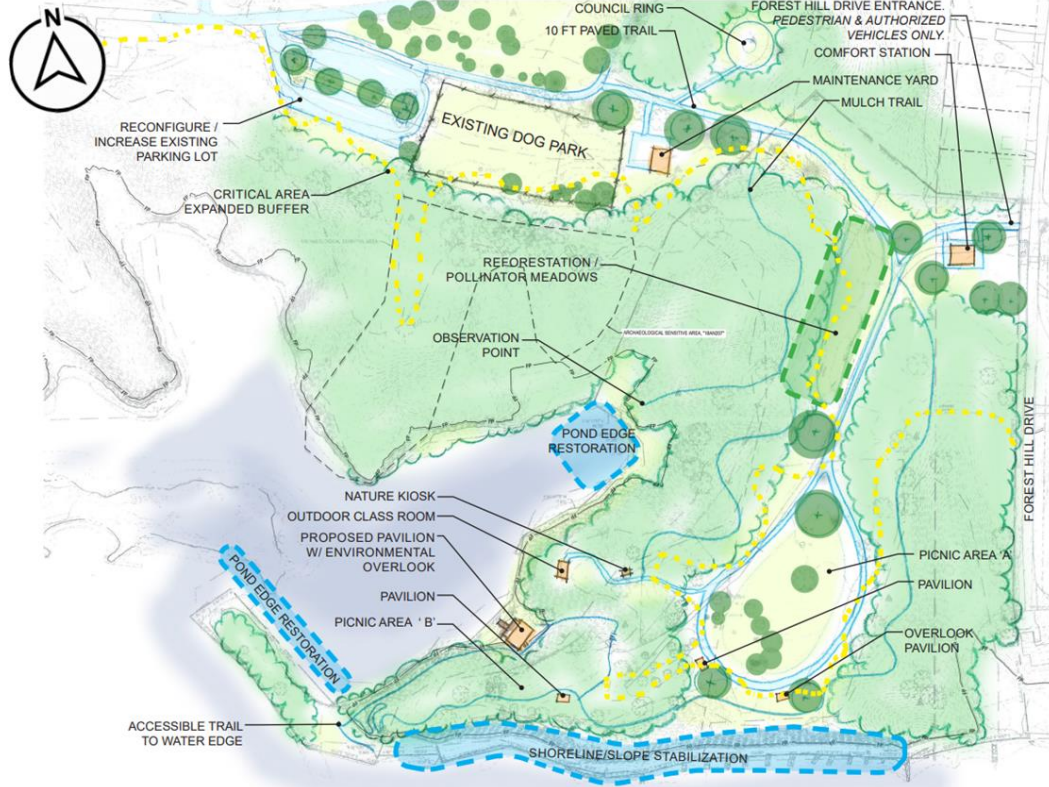 N
COUNCIL RING
10 FT PAVED TRAIL
FOREST HILL DRIVE ENTRANCE.
PEDESTRIAN & AUTHORIZED
VEHICLES ONLY.
COMFORT STATION
MAINTENANCE YARD
MULCH TRAIL
RECONFIGURE /
INCREASE EXISTING
PARKING LOT
EXISTING DOG PARK
CRITICAL AREA
EXPANDED BUFFER
REFORESTATION /
POLLINATOR MEADOWS
OBSERVATION
POINT
POND EDGE
RESTORATION
FOREST HILL DRIVE
NATURE KIOSK
OUTDOOR CLASS ROOM
PROPOSED PAVILION
W/ ENVIRONMENTAL
OVERLOOK
PAVILION
PICNIC AREA ' B'
POND EDGE RESTORATION
PICNIC AREA 'A'
PAVILION
OVERLOOK
PAVILION
ACCESSIBLE TRAIL
TO WATER EDGE
SHORELINE/SLOPE STABILIZATION